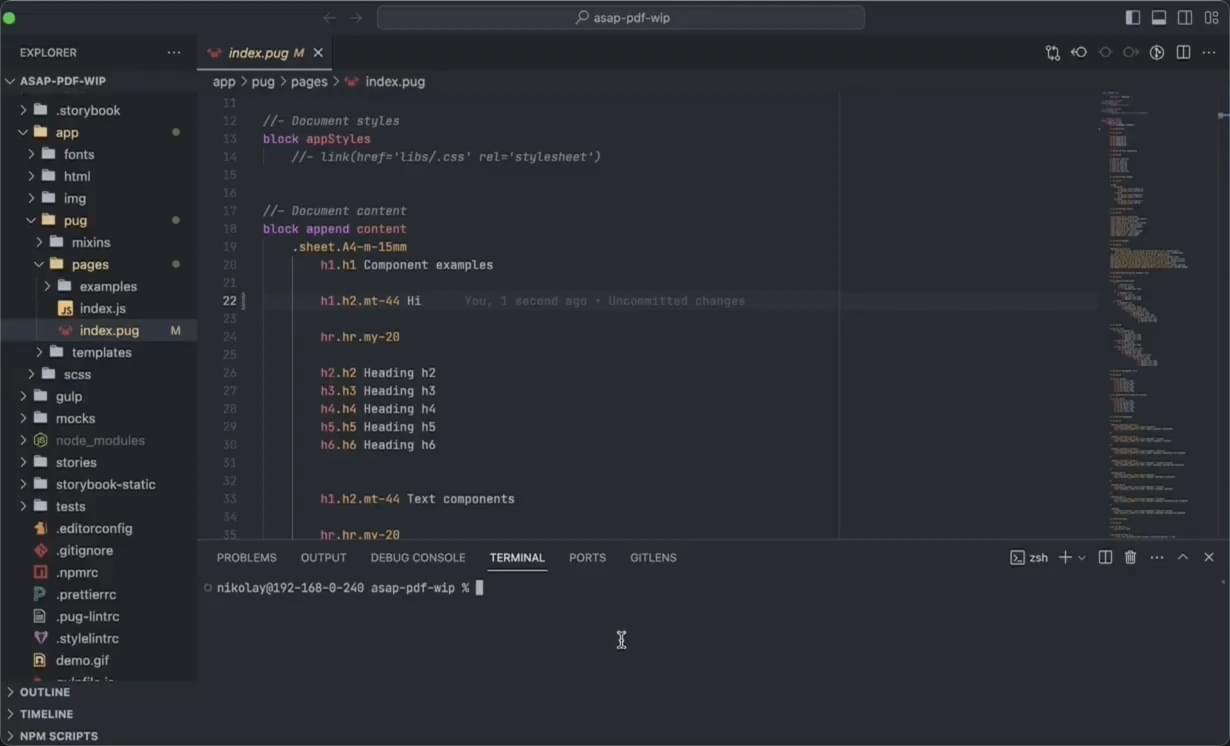 asap-pdf-wip
EXPLORER
index.pug M
ASAP-PDF-WIP
app > pug > pages > index.pug
.storybook
app
fonts
html
img
pug
mixins
pages
examples
JS index.js
index.pug M
templates
scss
gulp
mocks
node_modules
stories
storybook-static
tests
.editorconfig
.gitignore
.npmrc
.prettierrc
.pug-lintrc
.stylelintrc
demo.gif
OUTLINE
TIMELINE
NPM SCRIPTS
11
12 //- Document styles
13 block appStyles
14 //- link(href='libs/.css' rel='stylesheet')
15
16
17 //- Document content
18 block append content
19 .sheet.A4-m-15mm
20 h1.h1 Component examples
21
22 h1.h2.mt-44 Hi You, 1 second ago • Uncommitted changes
23
24 hr.hr.my-20
25
26 h2.h2 Heading h2
27 h3.h3 Heading h3
28 h4.h4 Heading h4
29 h5.h5 Heading h5
30 h6.h6 Heading h6
31
32
33 h1.h2.mt-44 Text components
34
35 hr.hr.my-20
PROBLEMS OUTPUT DEBUG CONSOLE TERMINAL PORTS GITLENS zsh
nikolay@192-168-0-240 asap-pdf-wip %